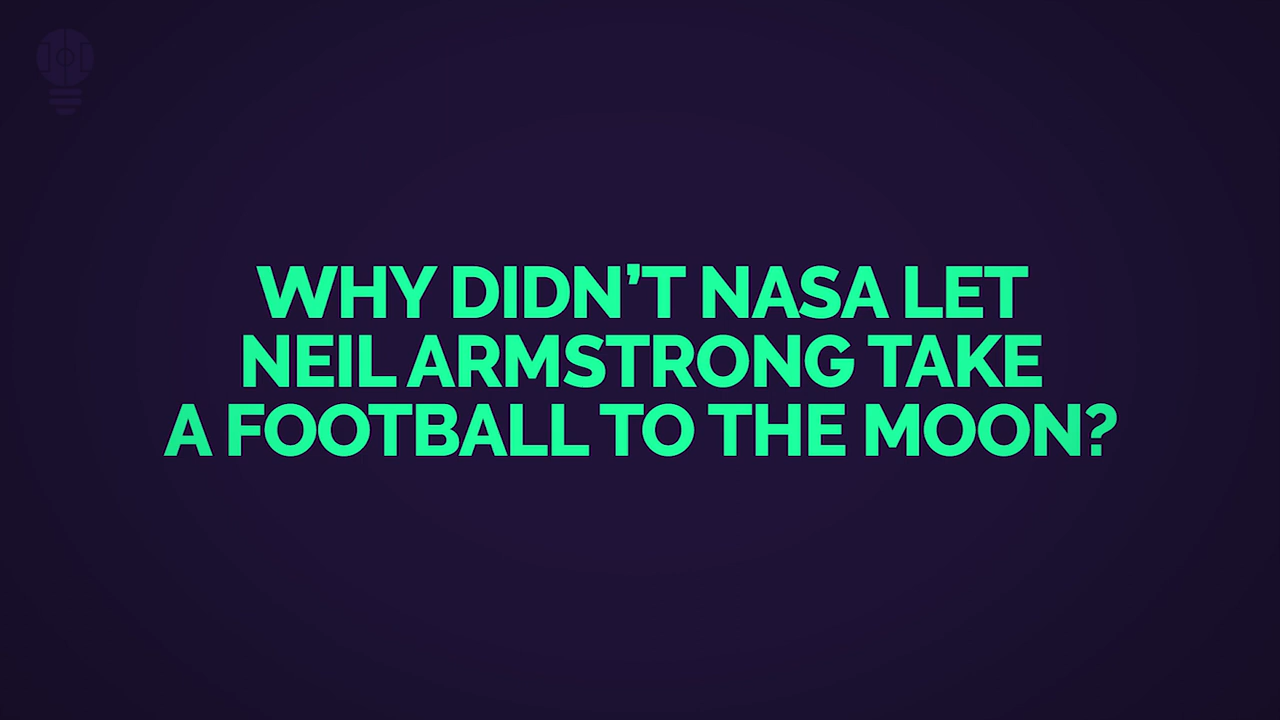 WHY DIDN’T NASA LET
NEIL ARMSTRONG TAKE
A FOOTBALL TO THE MOON?